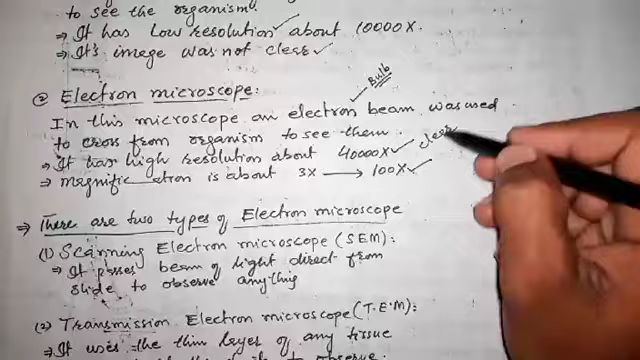 to see the organism.
⇒ It has low resolution about 10000X.
⇒ It's image was not clear
② Electron microscope:
Bulb
In this microscope an electron beam was used
to cross from organism to see them.
⇒ It has high resolution about 40000X clear
⇒ Magnification is about 3X → 100X
⇒ There are two types of Electron microscope
(1) Scanning Electron microscope (SEM):
⇒ It passes beam of light direct from
slide to observe anything
(2) Transmission Electron microscope (T.E.M):
⇒ It uses the thin layer of any tissue
to observe.